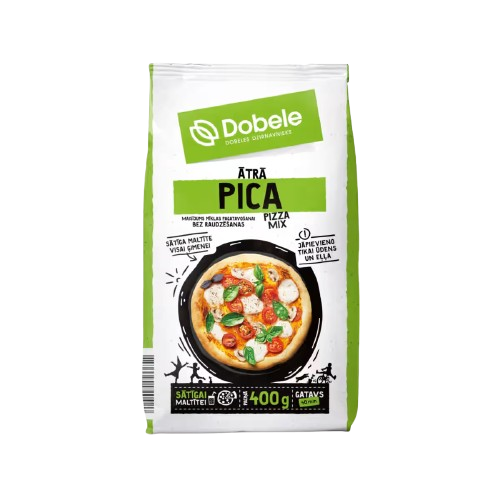 Dobele
DOBELES DZIRNAVNIEKS
ĀTRĀ
PICA
MAISĪJUMS MĪKLAS PAGATAVOŠANAI
BEZ RAUDZĒŠANAS
PIZZA
MIX
SĀTĪGA MALTĪTE
VISAI ĢIMENEI
JĀPIEVIENO
TIKAI ŪDENS
UN EĻĻA
SĀTĪGAI
MALTĪTEI
400g
GATAVS